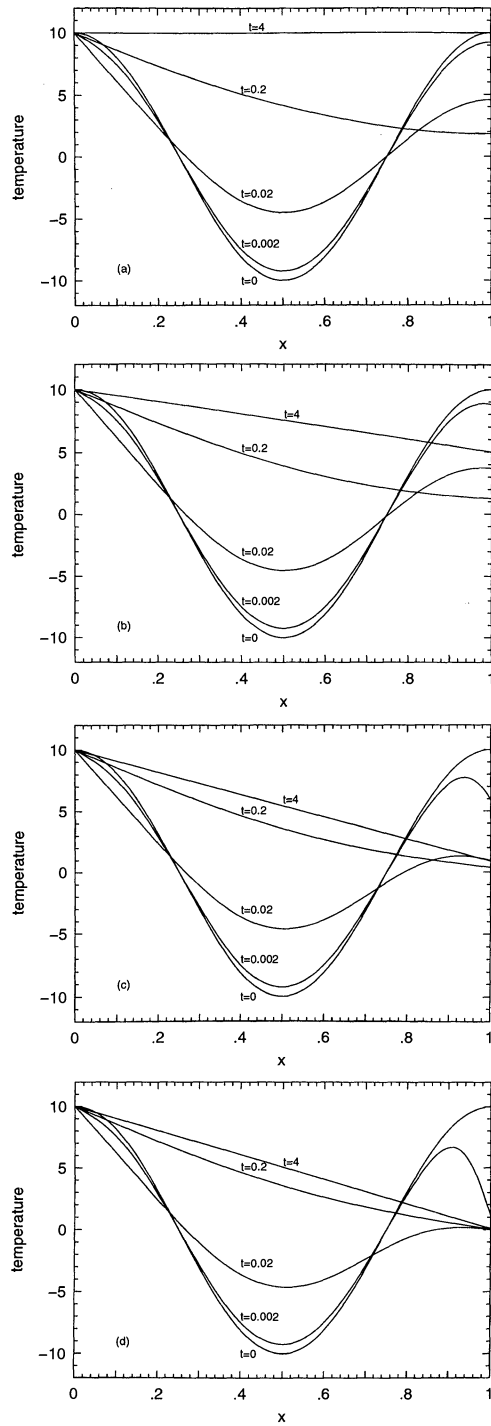 10
5
0
−5
−10
temperature
t=4
t=0.2
t=0.02
t=0.002
t=0
(a)
0 .2 .4 .6 .8 1
x
10
5
0
−5
−10
temperature
t=4
t=0.2
t=0.02
t=0.002
t=0
(b)
0 .2 .4 .6 .8 1
x
10
5
0
−5
−10
temperature
t=4
t=0.2
t=0.02
t=0.002
t=0
(c)
0 .2 .4 .6 .8 1
x
10
5
0
−5
−10
temperature
t=4
t=0.2
t=0.02
t=0.002
t=0
(d)
0 .2 .4 .6 .8 1
x